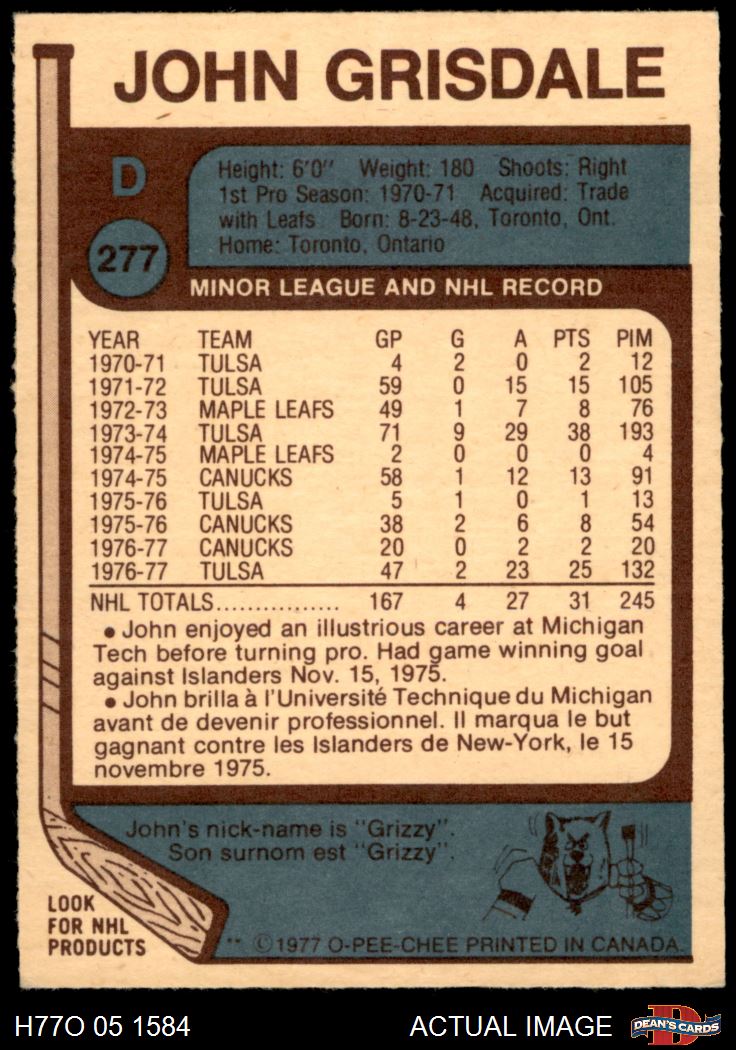 JOHN GRISDALE
D
277
Height: 6'0" Weight: 180 Shoots: Right
1st Pro Season: 1970-71 Acquired: Trade
with Leafs Born: 8-23-48, Toronto, Ont.
Home: Toronto, Ontario
MINOR LEAGUE AND NHL RECORD
YEAR TEAM GP G A PTS PIM
1970-71 TULSA 4 2 0 2 12
1971-72 TULSA 59 0 15 15 105
1972-73 MAPLE LEAFS 49 1 7 8 76
1973-74 TULSA 71 9 29 38 193
1974-75 MAPLE LEAFS 2 0 0 0 4
1974-75 CANUCKS 58 1 12 13 91
1975-76 TULSA 5 1 0 1 13
1975-76 CANUCKS 38 2 6 8 54
1976-77 CANUCKS 20 0 2 2 20
1976-77 TULSA 47 2 23 25 132
NHL TOTALS................ 167 4 27 31 245
• John enjoyed an illustrious career at Michigan
Tech before turning pro. Had game winning goal
against Islanders Nov. 15, 1975.
• John brilla à l'Université Technique du Michigan
avant de devenir professionnel. Il marqua le but
gagnant contre les Islanders de New-York, le 15
novembre 1975.
John's nick-name is "Grizzy".
Son surnom est "Grizzy".
LOOK
FOR NHL
PRODUCTS
** ©1977 O-PEE-CHEE PRINTED IN CANADA.
H77O 05 1584
ACTUAL IMAGE
D
DEAN'S CARDS